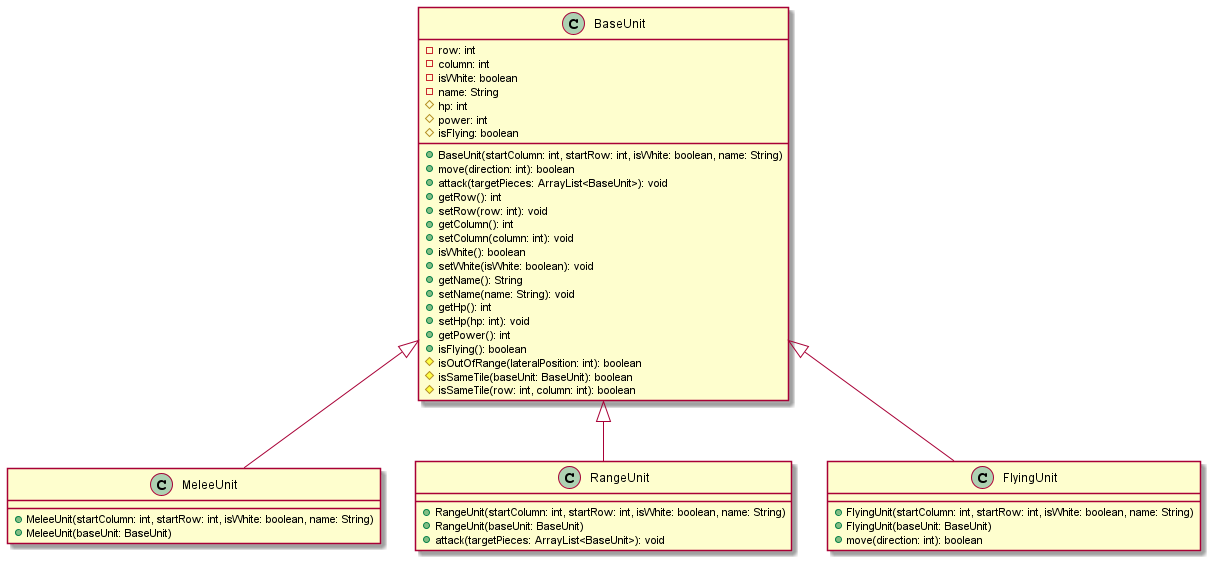 C BaseUnit
row: int
column: int
isWhite: boolean
name: String
hp: int
power: int
isFlying: boolean
BaseUnit(startColumn: int, startRow: int, isWhite: boolean, name: String)
move(direction: int): boolean
attack(targetPieces: ArrayList<BaseUnit>): void
getRow(): int
setRow(row: int): void
getColumn(): int
setColumn(column: int): void
isWhite(): boolean
setWhite(isWhite: boolean): void
getName(): String
setName(name: String): void
getHp(): int
setHp(hp: int): void
getPower(): int
isFlying(): boolean
isOutOfRange(lateralPosition: int): boolean
isSameTile(baseUnit: BaseUnit): boolean
isSameTile(row: int, column: int): boolean
C MeleeUnit
MeleeUnit(startColumn: int, startRow: int, isWhite: boolean, name: String)
MeleeUnit(baseUnit: BaseUnit)
C RangeUnit
RangeUnit(startColumn: int, startRow: int, isWhite: boolean, name: String)
RangeUnit(baseUnit: BaseUnit)
attack(targetPieces: ArrayList<BaseUnit>): void
C FlyingUnit
FlyingUnit(startColumn: int, startRow: int, isWhite: boolean, name: String)
FlyingUnit(baseUnit: BaseUnit)
move(direction: int): boolean